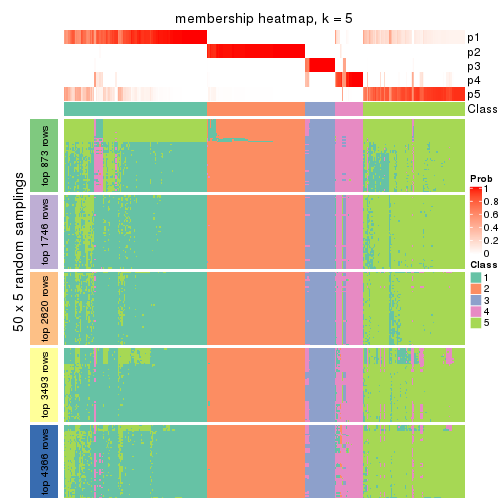 membership heatmap, k = 5
p1
p2
p3
p4
p5
Class
50 x 5 random samplings
top 873 rows
top 1746 rows
top 2620 rows
top 3493 rows
top 4366 rows
Prob
1
0.8
0.6
0.4
0.2
0
Class
1
2
3
4
5